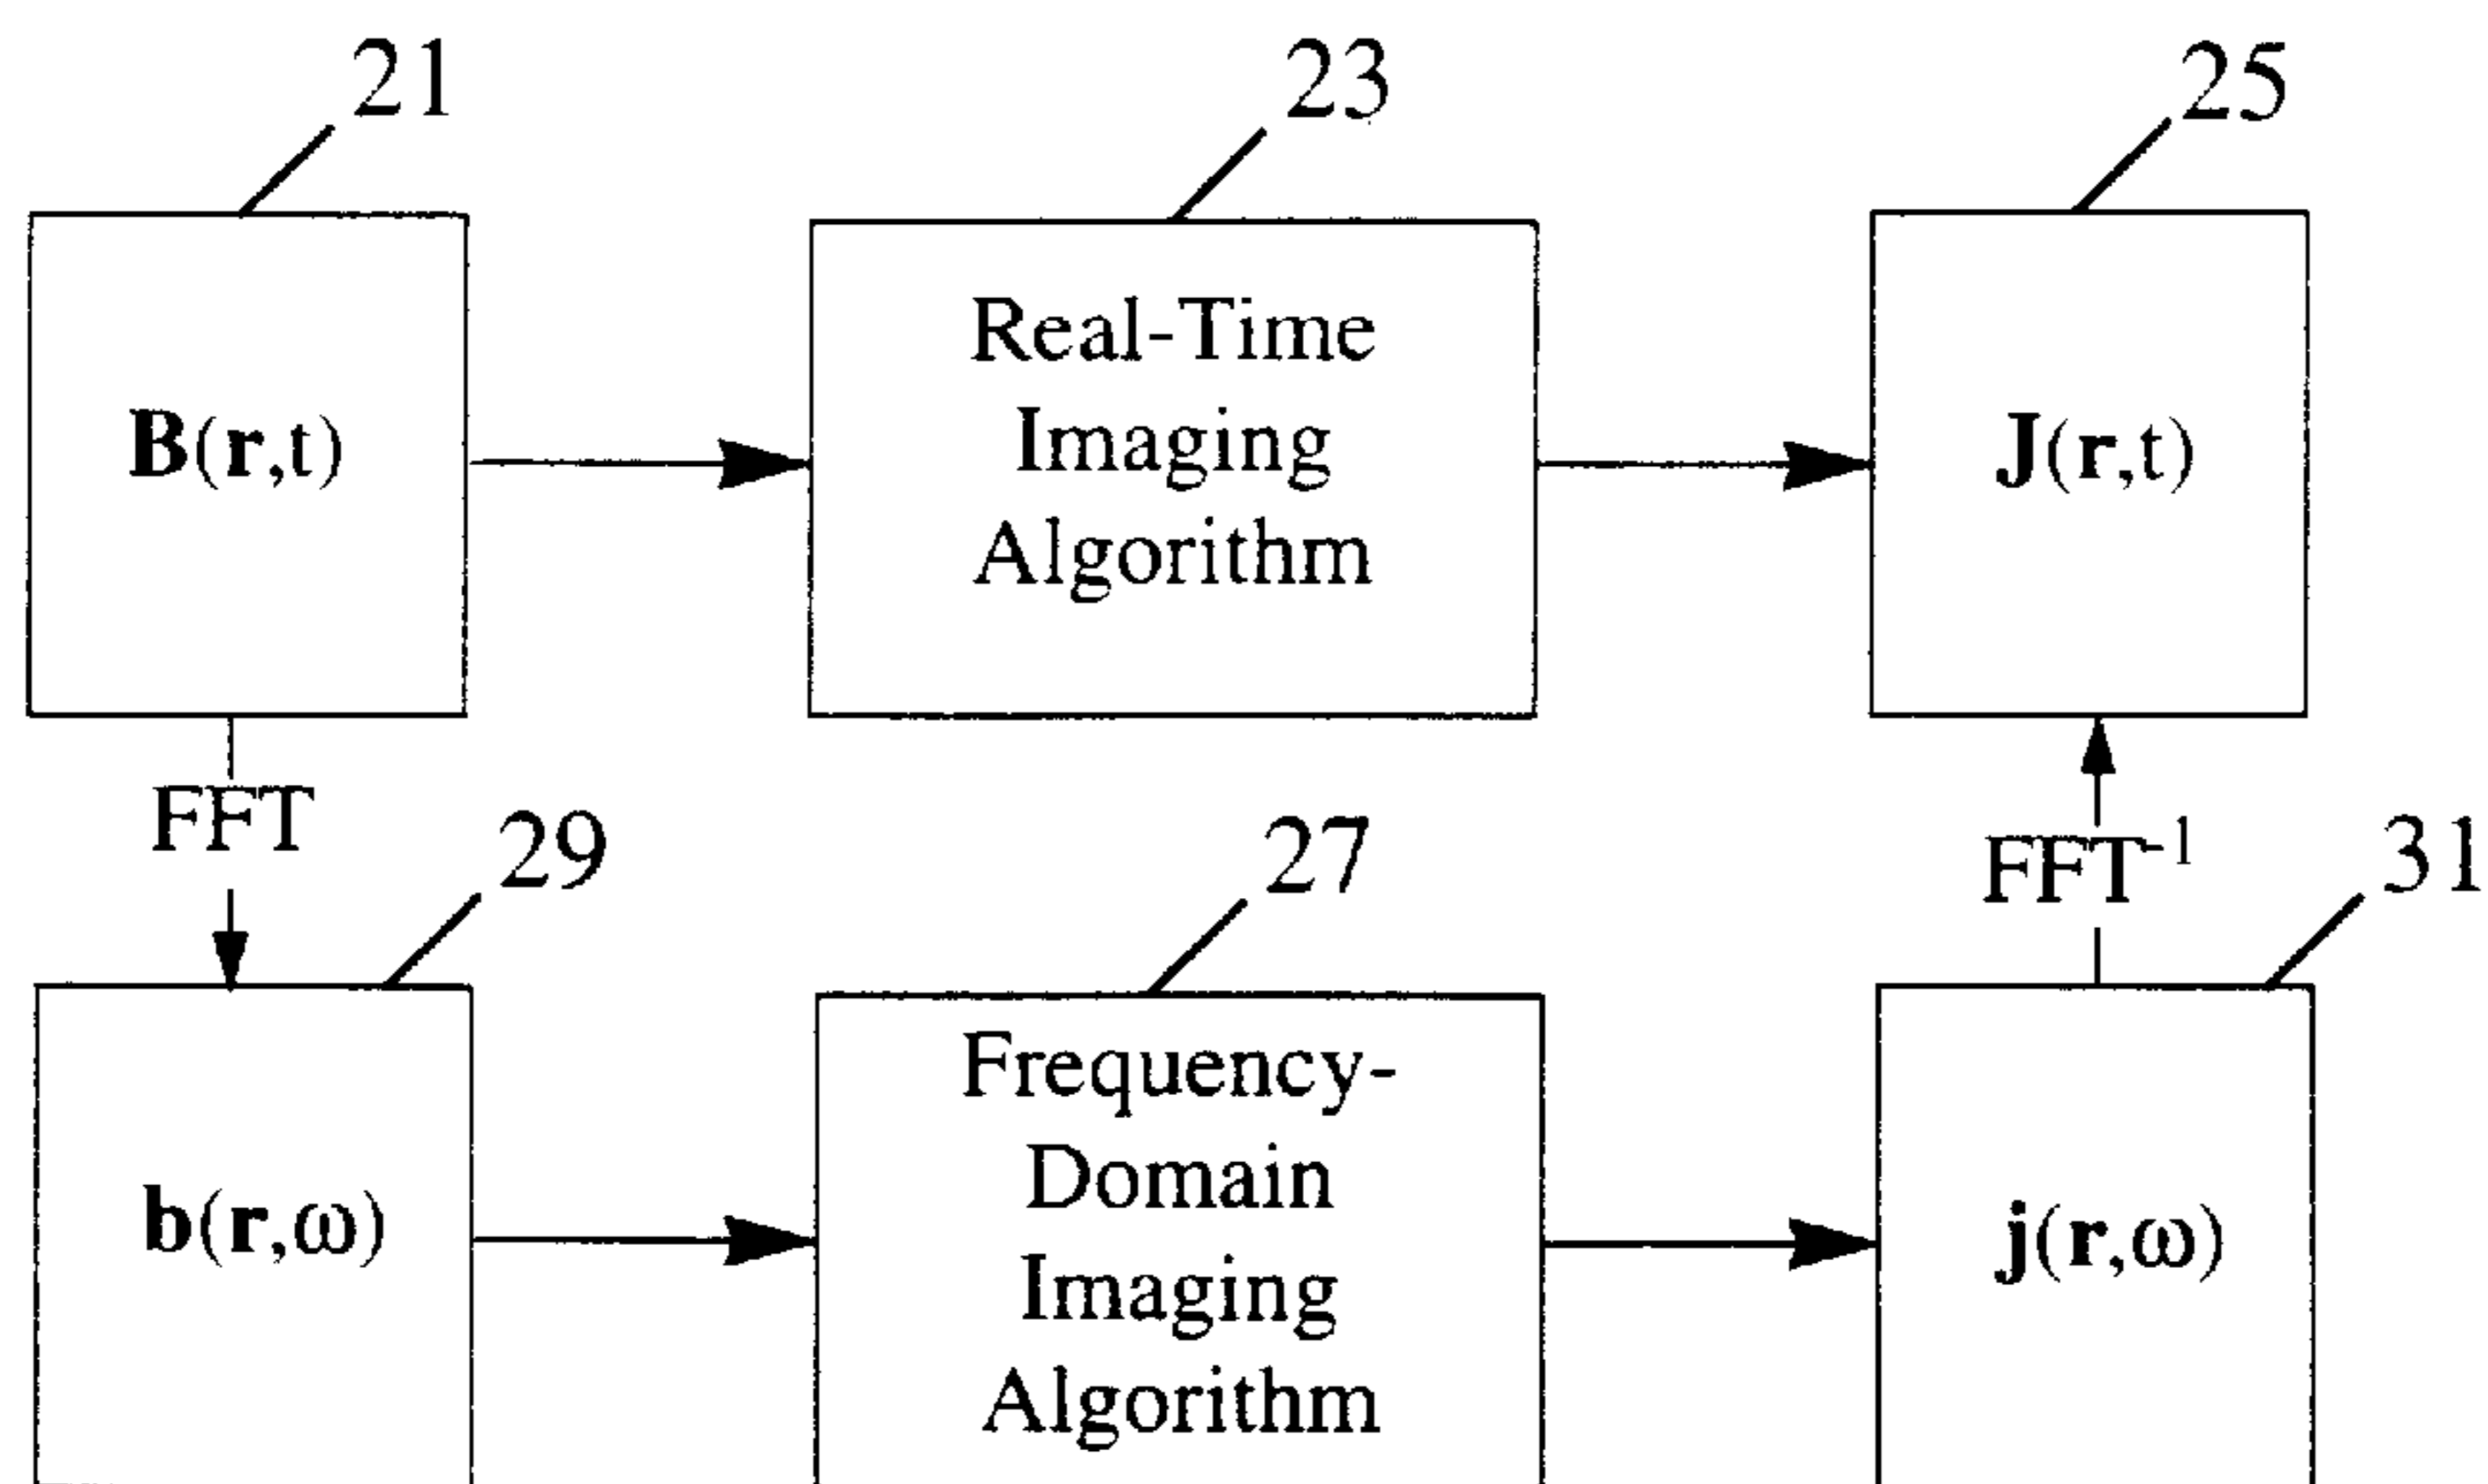 21
23
25
B(r,t)
Real-Time
Imaging
Algorithm
J(r,t)
FFT
29
27
FFT-1
31
b(r,ω)
Frequency-
Domain
Imaging
Algorithm
j(r,ω)